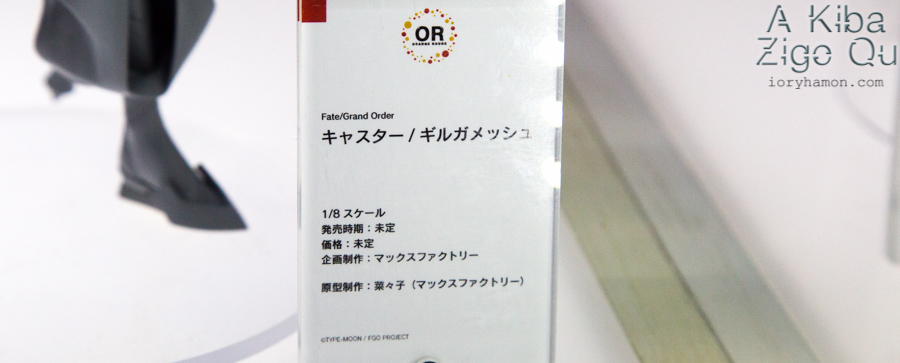 A Kiba
Zigo Qu
ioryhamon.com
OR
ORANGE ROUGE
Fate/Grand Order
キャスター / ギルガメッシュ
1/8 スケール
発売時期：未定
価格：未定
企画制作：マックスファクトリー
原型制作：菜々子（マックスファクトリー）
©TYPE-MOON / FGO PROJECT